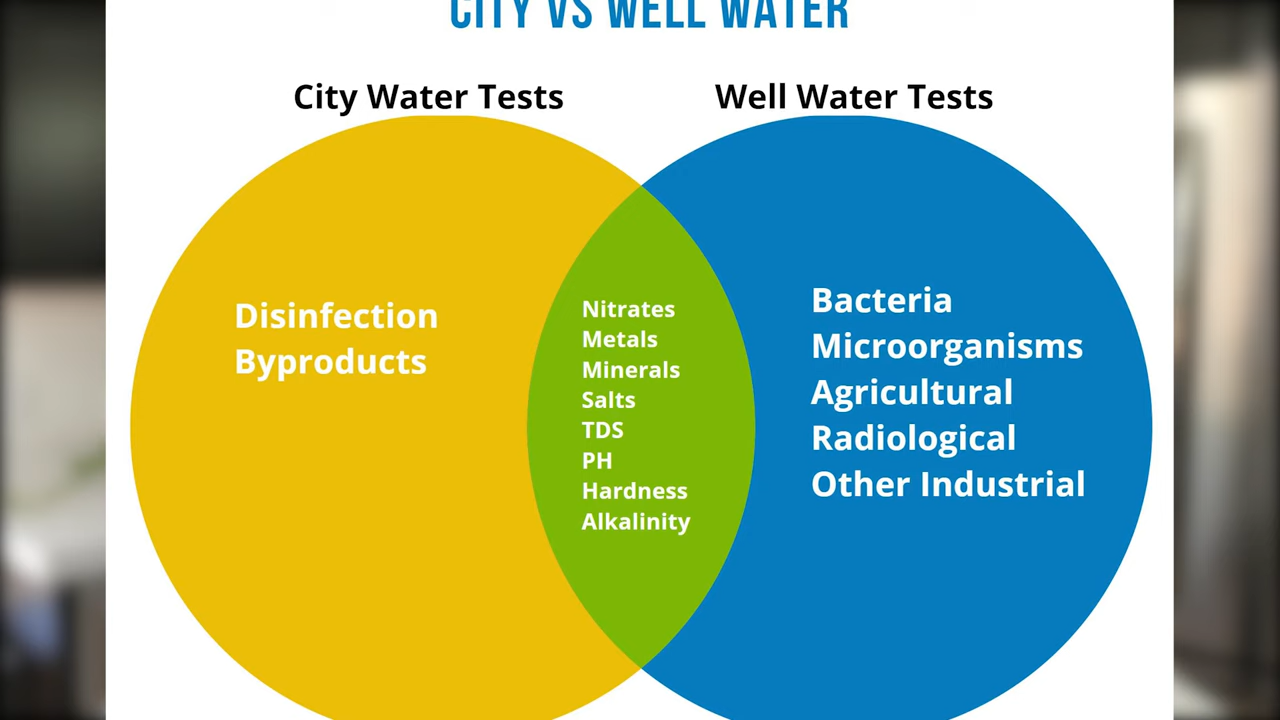 CITY VS WELL WATER
City Water Tests
Well Water Tests
Disinfection
Byproducts
Nitrates
Metals
Minerals
Salts
TDS
PH
Hardness
Alkalinity
Bacteria
Microorganisms
Agricultural
Radiological
Other Industrial